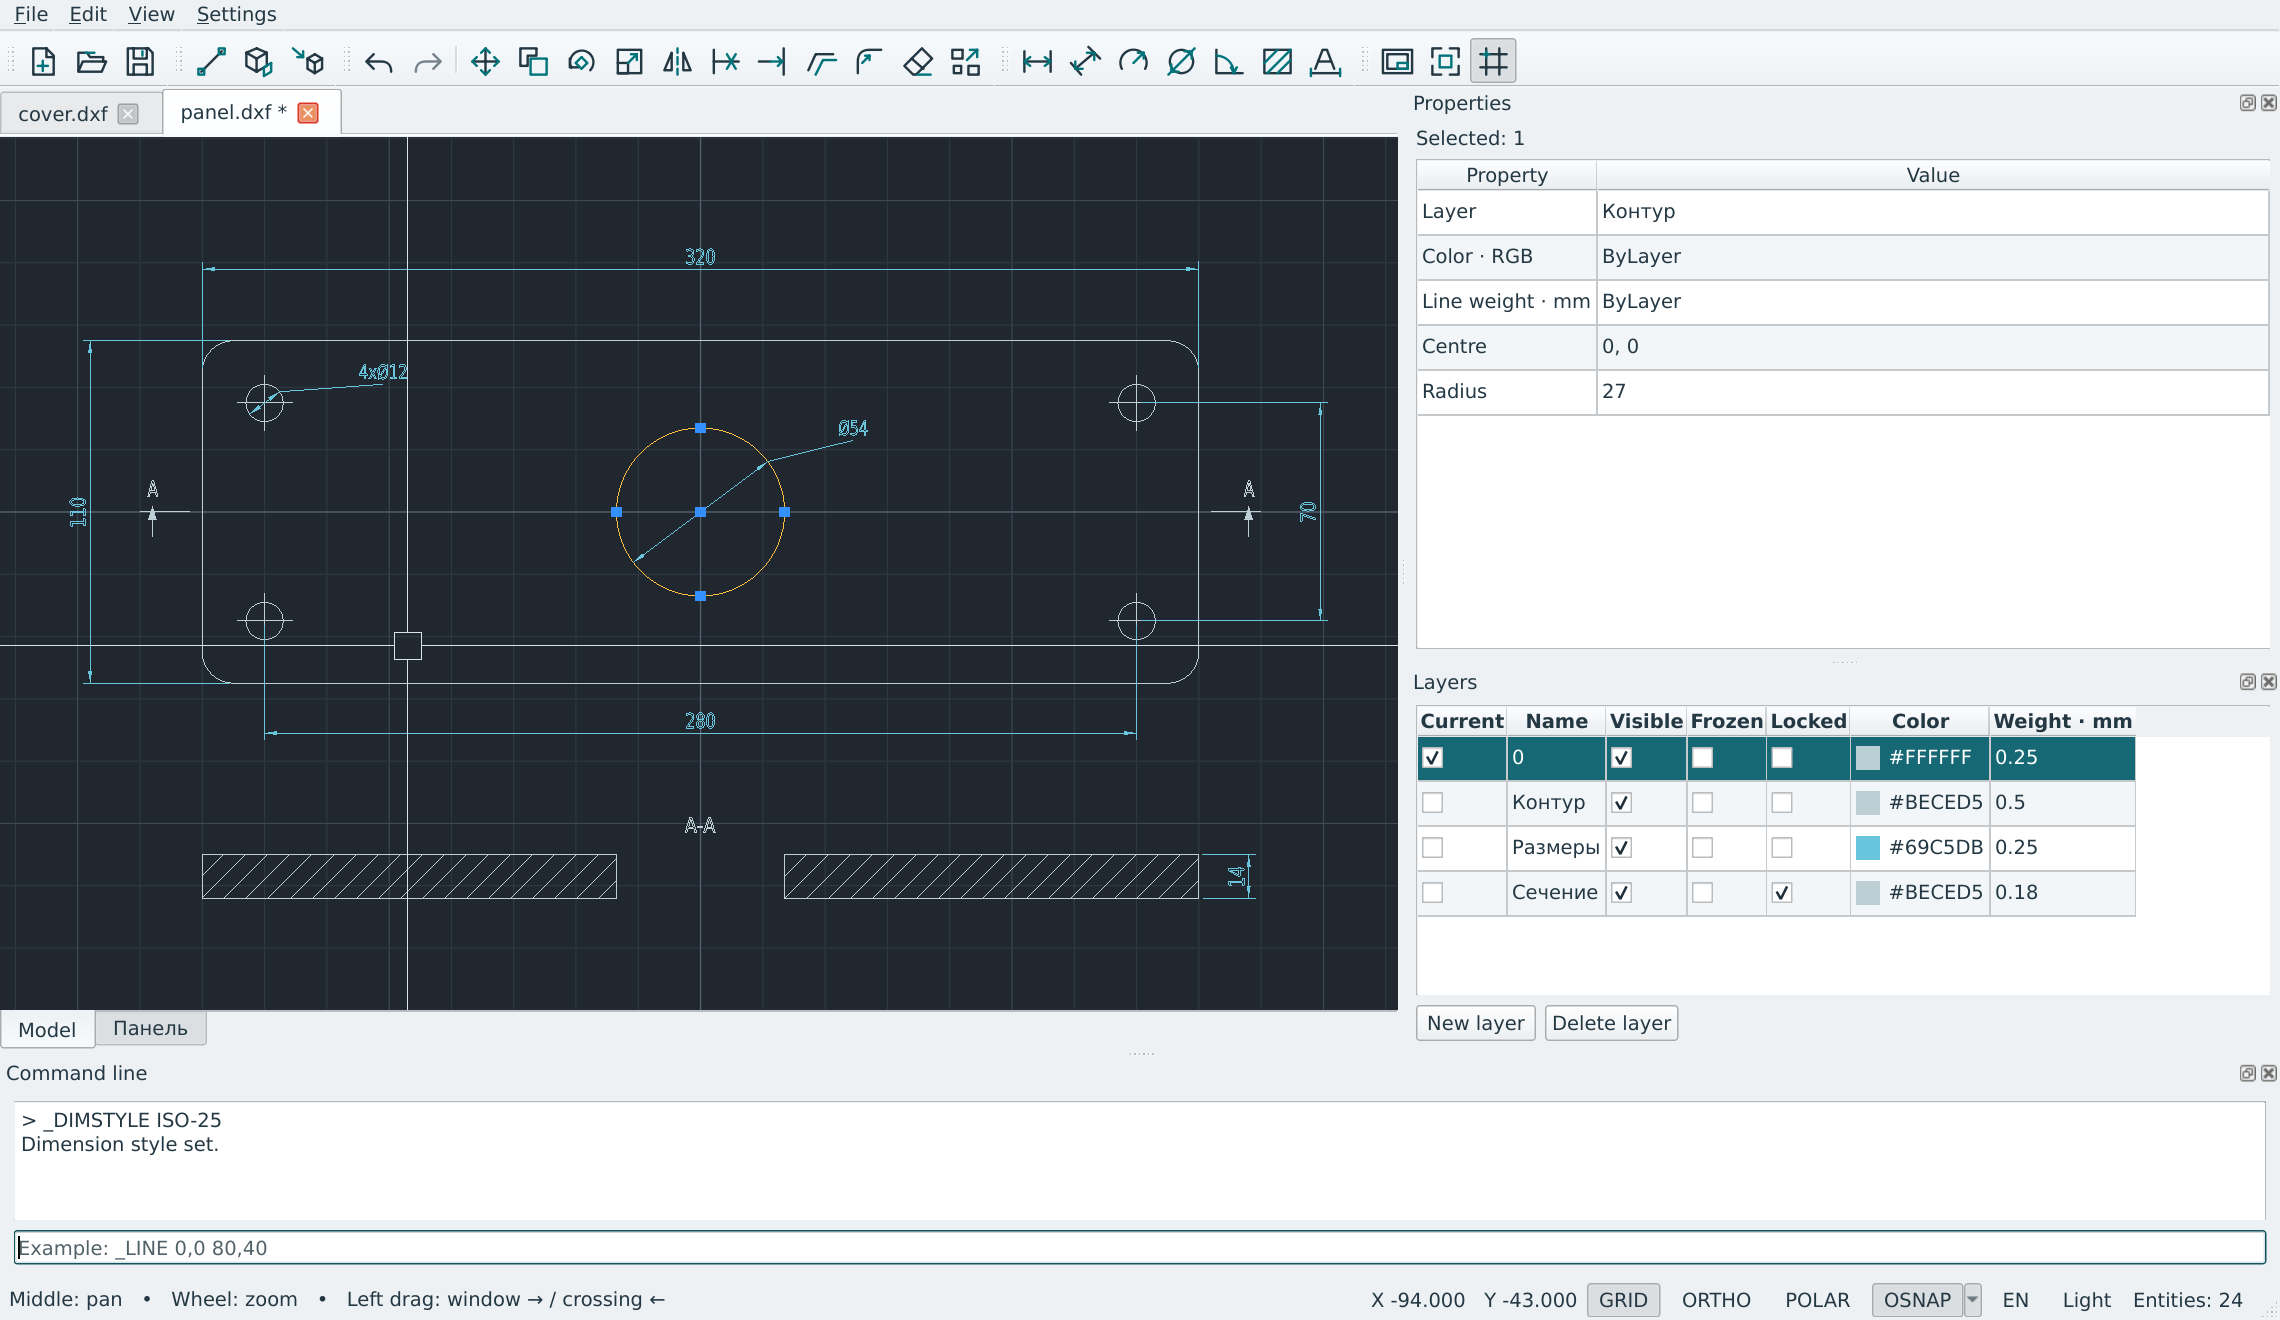 File Edit View Settings
cover.dxf
panel.dxf *
Properties
Selected: 1
Property Value
Layer Контур
Color · RGB ByLayer
Line weight · mm ByLayer
Centre 0, 0
Radius 27
320
4xØ12
Ø54
A
A
110
70
280
A-A
14
Layers
Current Name Visible Frozen Locked Color Weight · mm
0 #FFFFFF 0.25
Контур #BECED5 0.5
Размеры #69C5DB 0.25
Сечение #BECED5 0.18
New layer Delete layer
Model Панель
Command line
> _DIMSTYLE ISO-25
Dimension style set.
Example: _LINE 0,0 80,40
Middle: pan • Wheel: zoom • Left drag: window → / crossing ← X -94.000 Y -43.000 GRID ORTHO POLAR OSNAP EN Light Entities: 24